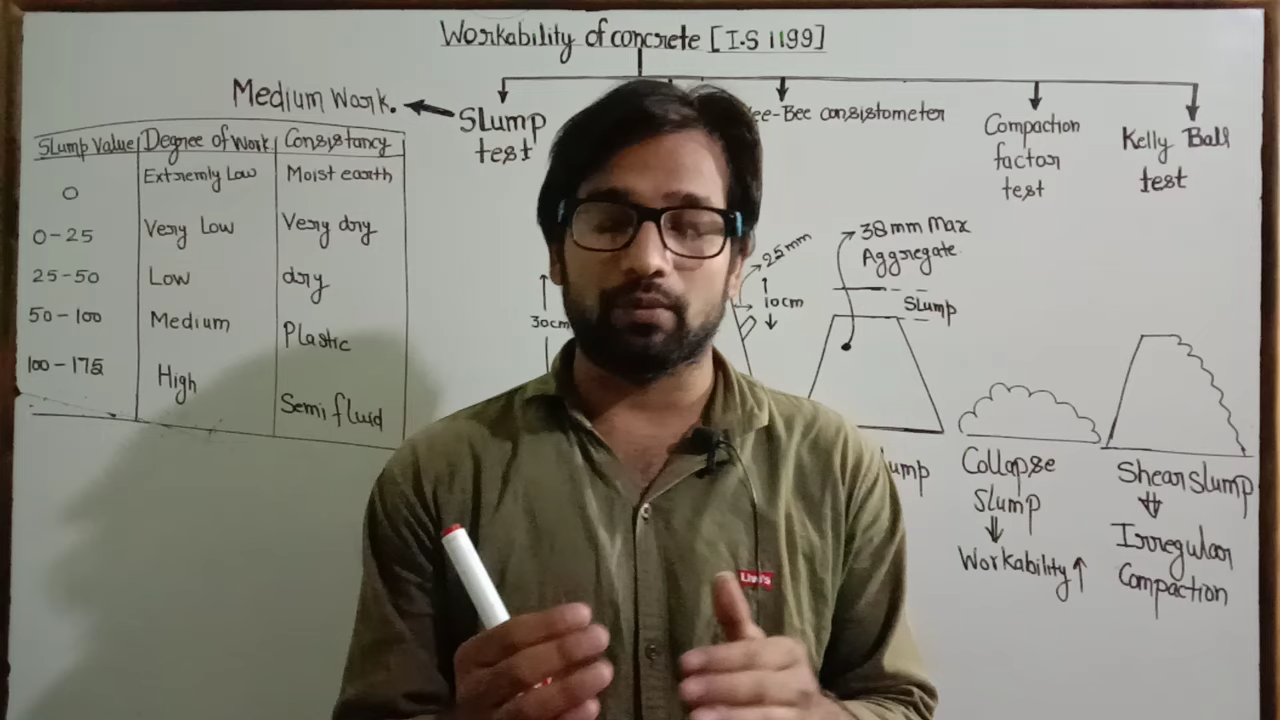 Workability of concrete [I.S 1199]
Medium Work.
Slump test
ee-Bee consistometer
Compaction factor test
Kelly Ball test
Slump Value Degree of Work Consistancy
0 Extremly Low Moist earth
0-25 Very Low Very dry
25-50 Low dry
50-100 Medium Plastic
100-175 High Semi fluid
30cm
25mm
10cm
38mm Max
Aggregate
Slump
ump
Collapse
Slump
Workability
Shear Slump
Irregular
Compaction
Levi's